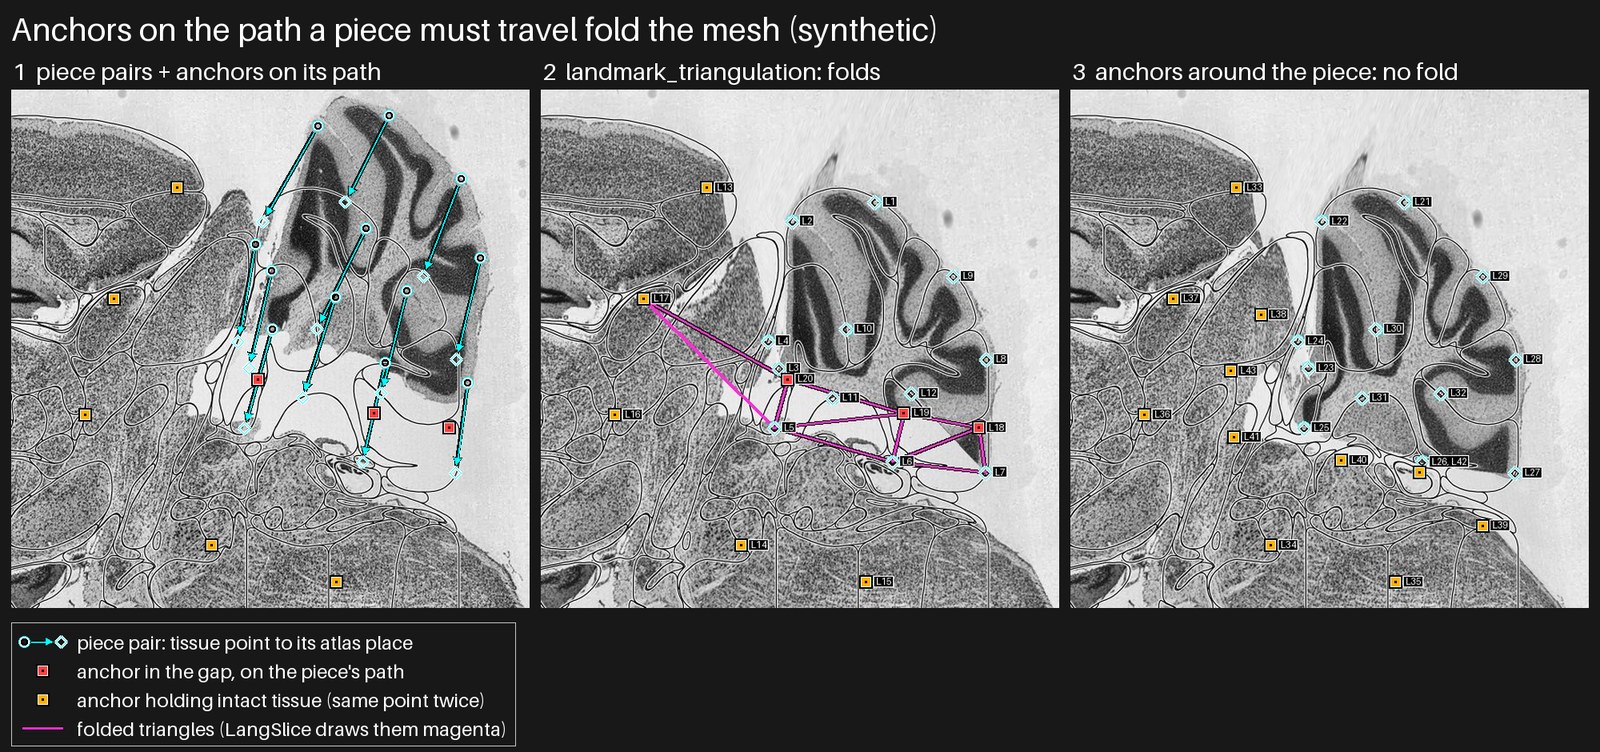 Anchors on the path a piece must travel fold the mesh (synthetic)
1 piece pairs + anchors on its path
2 landmark_triangulation: folds
3 anchors around the piece: no fold
L13
L1
L2
L9
L17
L10
L4
L3
L8
L20
L12
L11
L16
L19
L5
L18
L6
L7
L14
L15
L33
L21
L22
L29
L37
L38
L30
L24
L28
L43
L23
L32
L31
L36
L25
L41
L40
L26, L42
L27
L39
L34
L35
piece pair: tissue point to its atlas place
anchor in the gap, on the piece's path
anchor holding intact tissue (same point twice)
folded triangles (LangSlice draws them magenta)